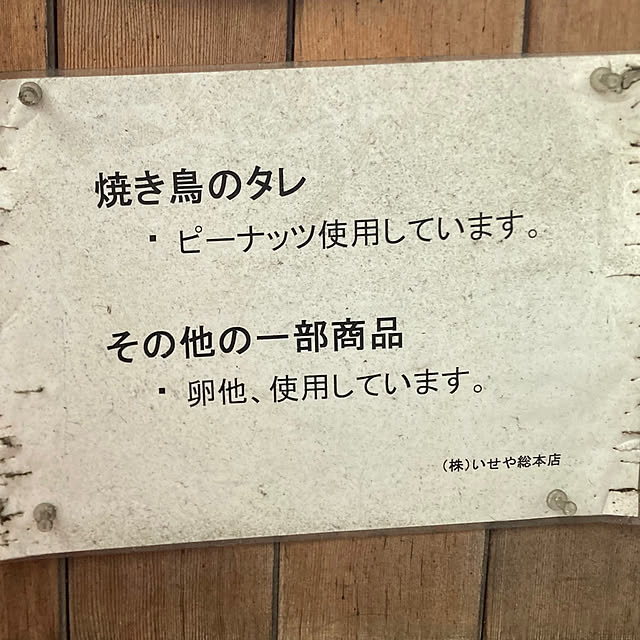 焼き鳥のタレ
・ピーナッツ使用しています。
その他の一部商品
・卵他、使用しています。
（株）いせや総本店